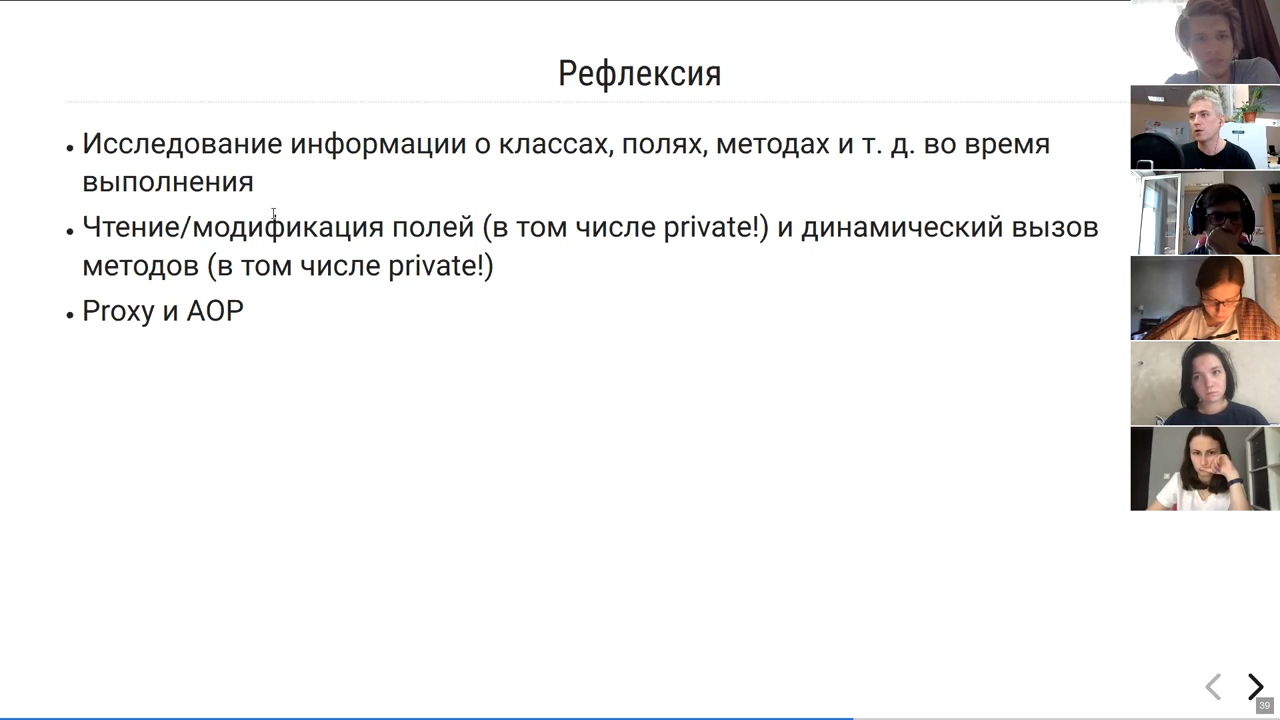 Рефлексия
• Исследование информации о классах, полях, методах и т. д. во время
выполнения
• Чтение/модификация полей (в том числе private!) и динамический вызов
методов (в том числе private!)
• Proxy и AOP
39